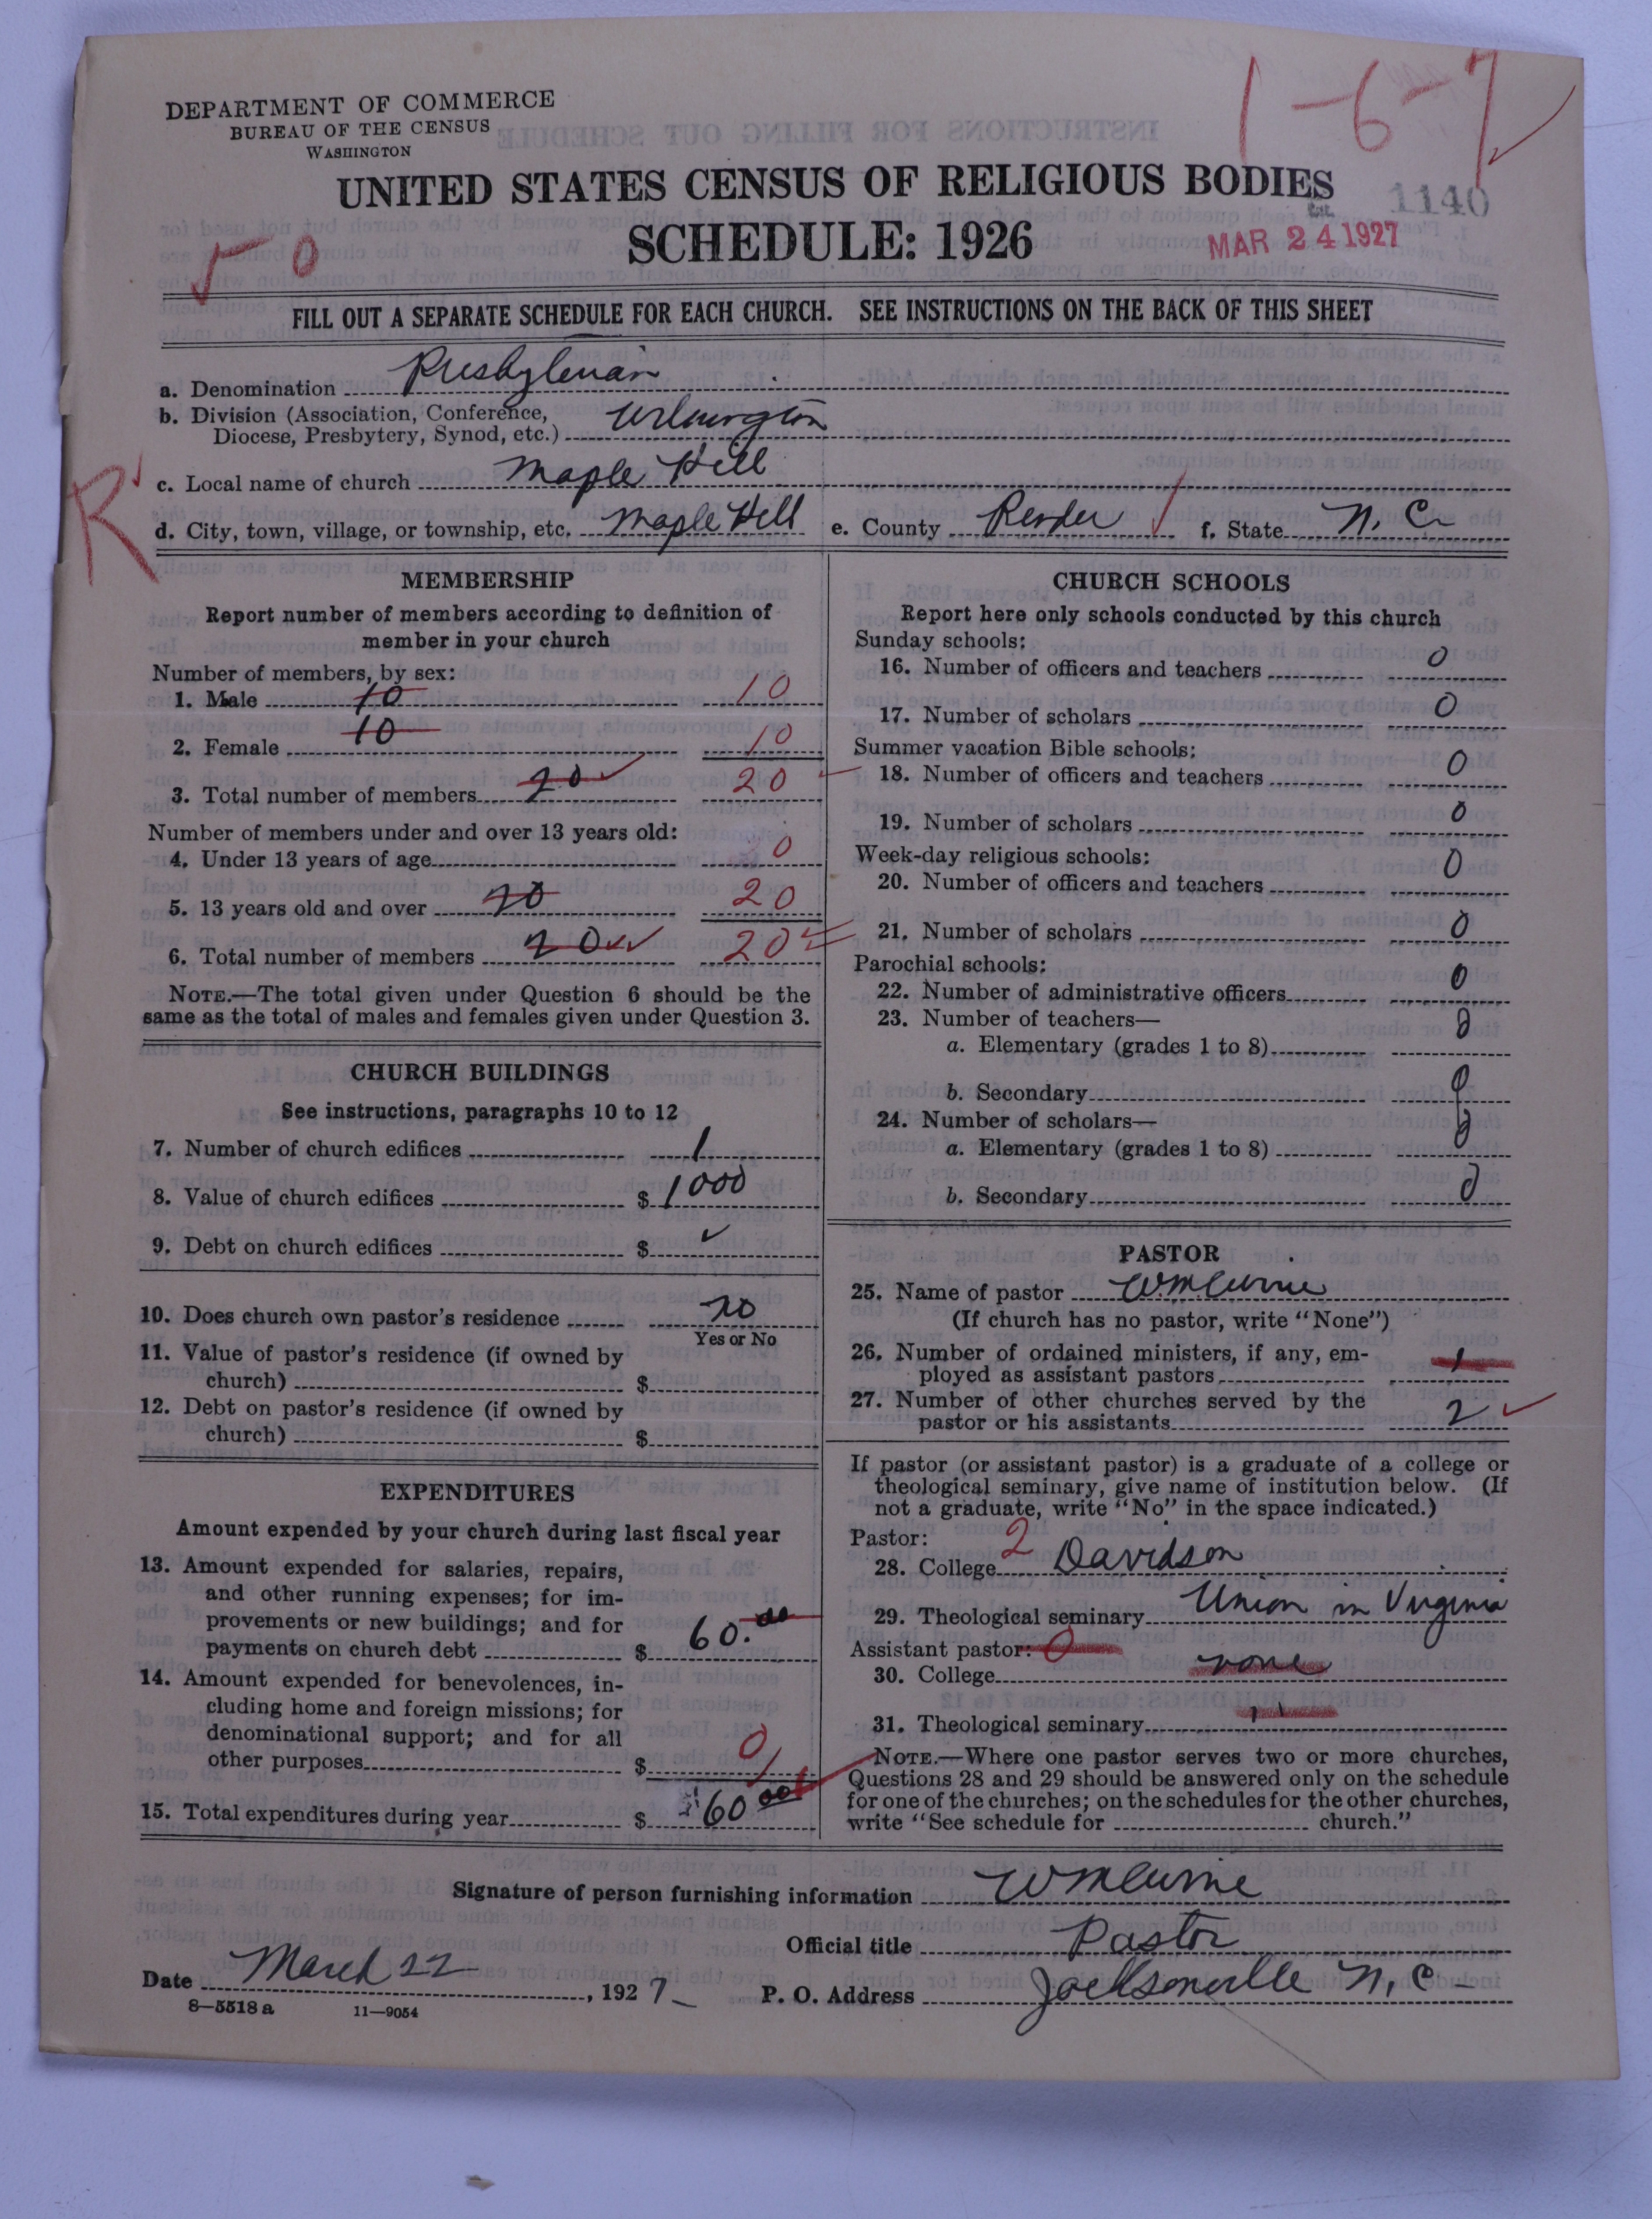 DEPARTMENT OF COMMERCE
BUREAU OF THE CENSUS
WASHINGTON
1-6-7
UNITED STATES CENSUS OF RELIGIOUS BODIES
1140
SCHEDULE: 1926
MAR 24 1927
0
FILL OUT A SEPARATE SCHEDULE FOR EACH CHURCH. SEE INSTRUCTIONS ON THE BACK OF THIS SHEET
a. Denomination Presbyterian
b. Division (Association, Conference,
Diocese, Presbytery, Synod, etc.) Wilmington
R
c. Local name of church Maple Hill
d. City, town, village, or township, etc. Maple Hill e. County Pender f. State N. C.
MEMBERSHIP
Report number of members according to definition of
member in your church
Number of members, by sex:
1. Male 10 10
2. Female 10 10
3. Total number of members 20 20
Number of members under and over 13 years old:
4. Under 13 years of age 0
5. 13 years old and over 20 20
6. Total number of members 20 20
NOTE.—The total given under Question 6 should be the
same as the total of males and females given under Question 3.
CHURCH BUILDINGS
See instructions, paragraphs 10 to 12
7. Number of church edifices 1
8. Value of church edifices $ 1000
9. Debt on church edifices $
10. Does church own pastor's residence no
Yes or No
11. Value of pastor's residence (if owned by
church) $
12. Debt on pastor's residence (if owned by
church) $
EXPENDITURES
Amount expended by your church during last fiscal year
13. Amount expended for salaries, repairs,
and other running expenses; for im-
provements or new buildings; and for
payments on church debt $ 60.00
14. Amount expended for benevolences, in-
cluding home and foreign missions; for
denominational support; and for all
other purposes $ 0
15. Total expenditures during year $ 60 00
CHURCH SCHOOLS
Report here only schools conducted by this church
Sunday schools:
16. Number of officers and teachers 0
17. Number of scholars 0
Summer vacation Bible schools:
18. Number of officers and teachers 0
19. Number of scholars 0
Week-day religious schools:
20. Number of officers and teachers 0
21. Number of scholars 0
Parochial schools:
22. Number of administrative officers 0
23. Number of teachers—
a. Elementary (grades 1 to 8) 0
b. Secondary 0
24. Number of scholars—
a. Elementary (grades 1 to 8) 0
b. Secondary 0
PASTOR
25. Name of pastor W M Currie
(If church has no pastor, write "None")
26. Number of ordained ministers, if any, em-
ployed as assistant pastors 1
27. Number of other churches served by the
pastor or his assistants 2
If pastor (or assistant pastor) is a graduate of a college or
theological seminary, give name of institution below. (If
not a graduate, write "No" in the space indicated.)
Pastor: 2
28. College Davidson
29. Theological seminary Union in Virginia
Assistant pastor: 0
30. College none
31. Theological seminary "
NOTE.—Where one pastor serves two or more churches,
Questions 28 and 29 should be answered only on the schedule
for one of the churches; on the schedules for the other churches,
write "See schedule for church."
Signature of person furnishing information W M Currie
Official title Pastor
Date March 22, 1927
P. O. Address Jacksonville N. C.
8—5518 a 11—9054